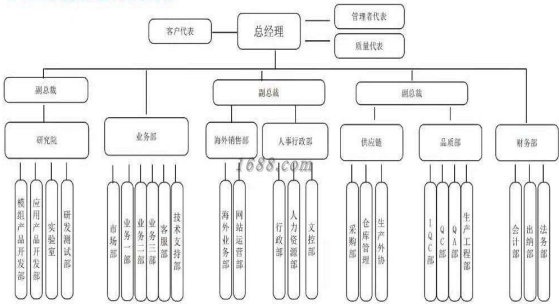 管理者代表
客户代表
总经理
质量代表
副总裁
副总裁
副总裁
研究院
业务部
海外销售部
人事行政部
供应链
品质部
财务部
1688.com
模组产品开发部
应用产品开发部
实验室
研发测试部
市场部
业务一部
业务二部
业务三部
客服部
技术支持部
海外业务部
网站运营部
行政部
人力资源部
文控部
采购部
仓库管理
生产外协
IQC部
QC部
QA部
生产工程部
会计部
出纳部
法务部